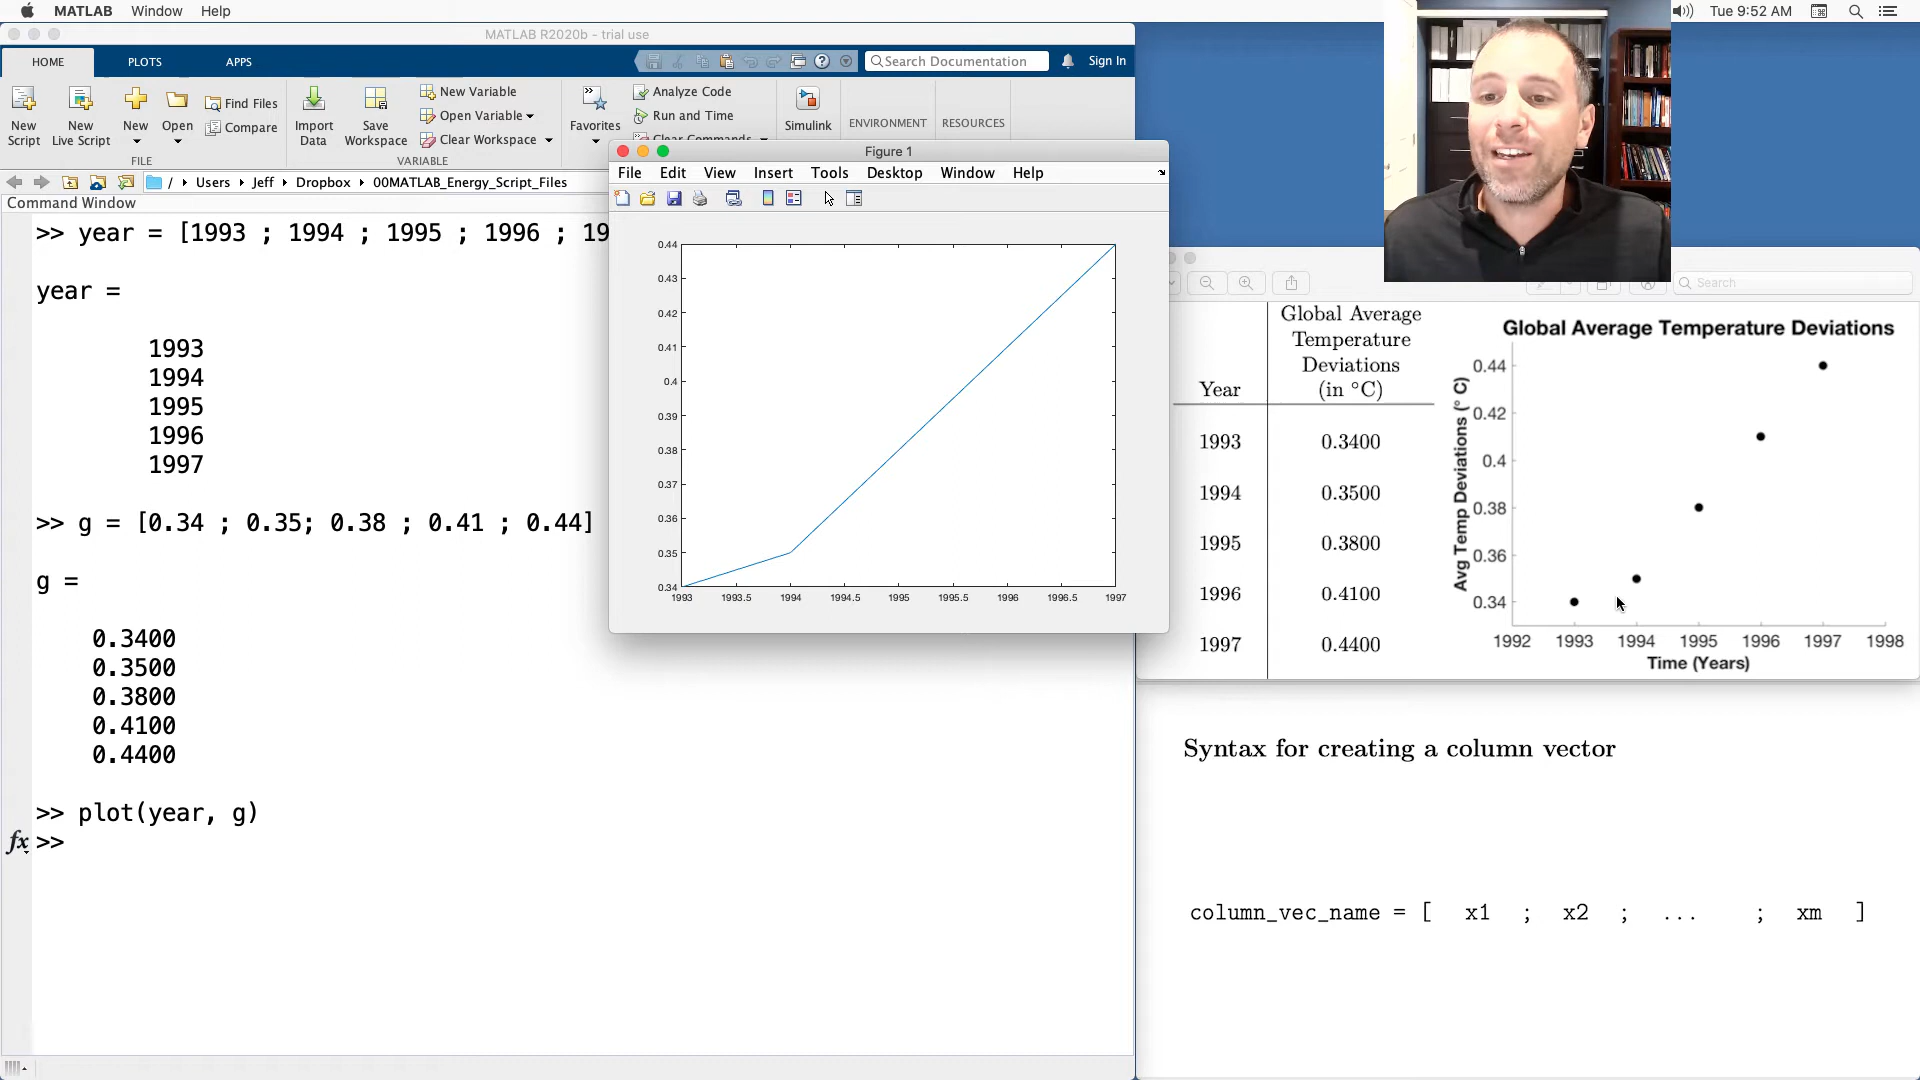 MATLAB Window Help
Tue 9:52 AM
MATLAB R2020b - trial use
HOME PLOTS APPS
Search Documentation
Sign In
New Script
New Live Script
New
Open
Find Files
Compare
Import Data
Save Workspace
New Variable
Open Variable
Clear Workspace
Favorites
Analyze Code
Run and Time
Clear Commands
Simulink
ENVIRONMENT
RESOURCES
FILE
VARIABLE
/ Users Jeff Dropbox 00MATLAB_Energy_Script_Files
Command Window
>> year = [1993 ; 1994 ; 1995 ; 1996 ; 19
year =
1993
1994
1995
1996
1997
>> g = [0.34 ; 0.35; 0.38 ; 0.41 ; 0.44]
g =
0.3400
0.3500
0.3800
0.4100
0.4400
>> plot(year, g)
fx >>
Figure 1
File Edit View Insert Tools Desktop Window Help
0.44
0.43
0.42
0.41
0.4
0.39
0.38
0.37
0.36
0.35
0.34
1993 1993.5 1994 1994.5 1995 1995.5 1996 1996.5 1997
Search
Year
Global Average
Temperature
Deviations
(in °C)
1993 0.3400
1994 0.3500
1995 0.3800
1996 0.4100
1997 0.4400
Global Average Temperature Deviations
Avg Temp Deviations (° C)
0.44
0.42
0.4
0.38
0.36
0.34
1992 1993 1994 1995 1996 1997 1998
Time (Years)
Syntax for creating a column vector
column_vec_name = [ x1 ; x2 ; ... ; xm ]